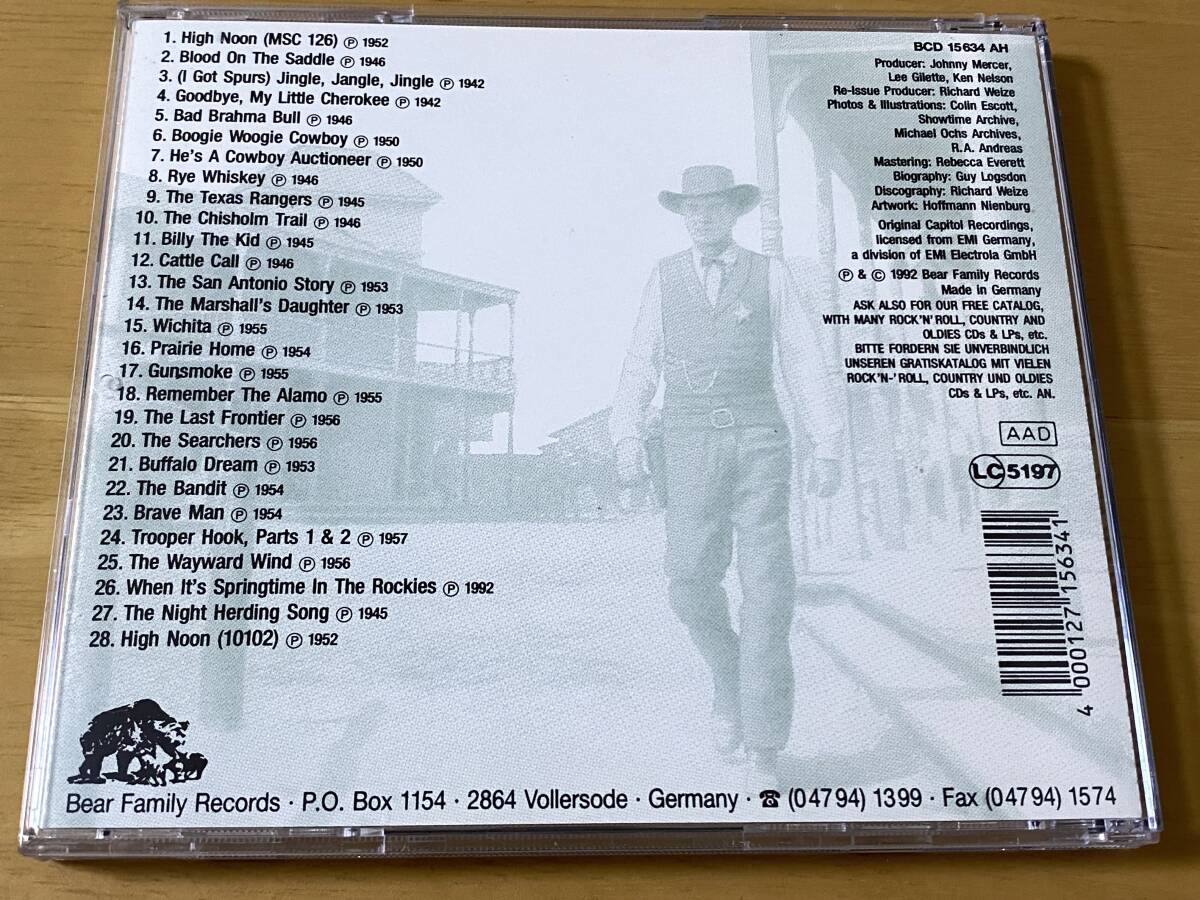 1. High Noon (MSC 126) Ⓟ 1952
2. Blood On The Saddle Ⓟ 1946
3. (I Got Spurs) Jingle, Jangle, Jingle Ⓟ 1942
4. Goodbye, My Little Cherokee Ⓟ 1942
5. Bad Brahma Bull Ⓟ 1946
6. Boogie Woogie Cowboy Ⓟ 1950
7. He's A Cowboy Auctioneer Ⓟ 1950
8. Rye Whiskey Ⓟ 1946
9. The Texas Rangers Ⓟ 1945
10. The Chisholm Trail Ⓟ 1946
11. Billy The Kid Ⓟ 1945
12. Cattle Call Ⓟ 1946
13. The San Antonio Story Ⓟ 1953
14. The Marshall's Daughter Ⓟ 1953
15. Wichita Ⓟ 1955
16. Prairie Home Ⓟ 1954
17. Gunsmoke Ⓟ 1955
18. Remember The Alamo Ⓟ 1955
19. The Last Frontier Ⓟ 1956
20. The Searchers Ⓟ 1956
21. Buffalo Dream Ⓟ 1953
22. The Bandit Ⓟ 1954
23. Brave Man Ⓟ 1954
24. Trooper Hook, Parts 1 & 2 Ⓟ 1957
25. The Wayward Wind Ⓟ 1956
26. When It's Springtime In The Rockies Ⓟ 1992
27. The Night Herding Song Ⓟ 1945
28. High Noon (10102) Ⓟ 1952
BCD 15634 AH
Producer: Johnny Mercer,
Lee Gilette, Ken Nelson
Re-Issue Producer: Richard Weize
Photos & Illustrations: Colin Escott,
Showtime Archive,
Michael Ochs Archives,
R.A. Andreas
Mastering: Rebecca Everett
Biography: Guy Logsdon
Discography: Richard Weize
Artwork: Hoffmann Nienburg
Original Capitol Recordings,
licensed from EMI Germany,
a division of EMI Electrola GmbH
Ⓟ & © 1992 Bear Family Records
Made in Germany
ASK ALSO FOR OUR FREE CATALOG,
WITH MANY ROCK'N'ROLL, COUNTRY AND
OLDIES CDs & LPs, etc.
BITTE FORDERN SIE UNVERBINDLICH
UNSEREN GRATISKATALOG MIT VIELEN
ROCK'N-'ROLL, COUNTRY UND OLDIES
CDs & LPs, etc. AN.
AAD
LC 5197
4 000127 156341
Bear Family Records · P.O. Box 1154 · 2864 Vollersode · Germany · ☎ (04794) 1399 · Fax (04794) 1574